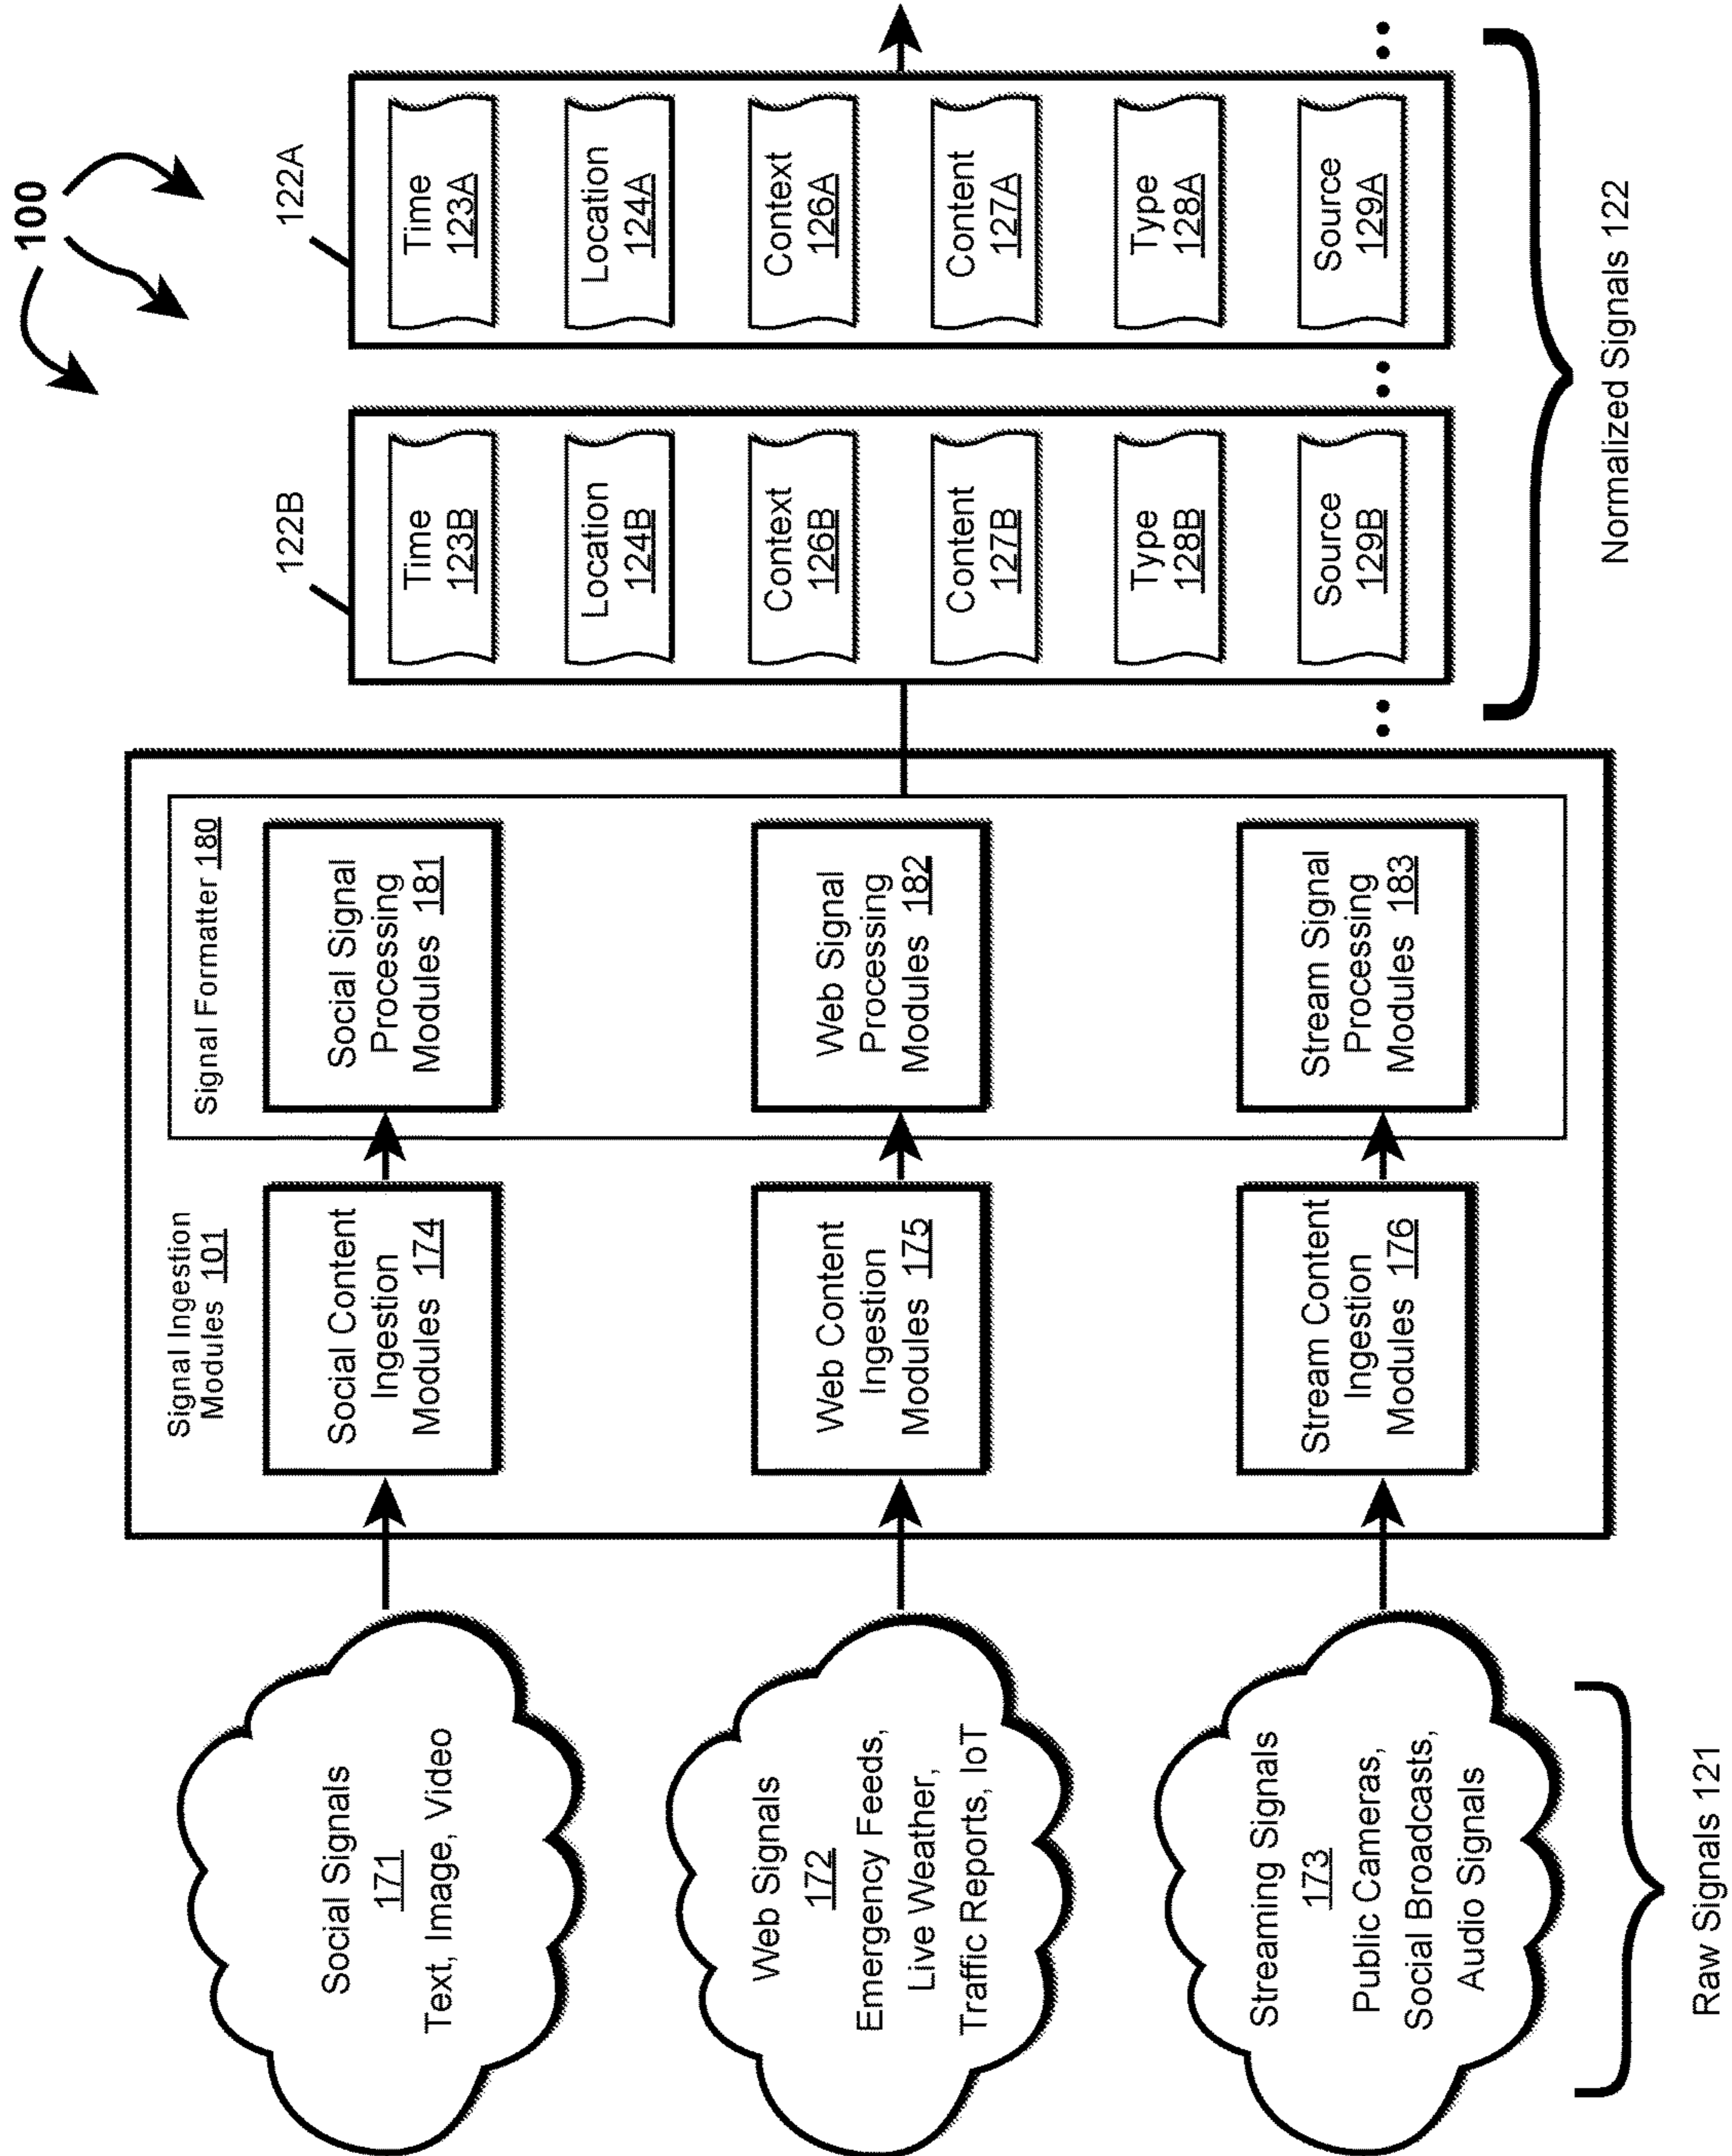 100
Social Signals
171
Text, Image, Video
Web Signals
172
Emergency Feeds,
Live Weather,
Traffic Reports, IoT
Streaming Signals
173
Public Cameras,
Social Broadcasts,
Audio Signals
Raw Signals 121
Signal Ingestion
Modules 101
Social Content
Ingestion
Modules 174
Web Content
Ingestion
Modules 175
Stream Content
Ingestion
Modules 176
Signal Formatter 180
Social Signal
Processing
Modules 181
Web Signal
Processing
Modules 182
Stream Signal
Processing
Modules 183
122B
Time
123B
Location
124B
Context
126B
Content
127B
Type
128B
Source
129B
122A
Time
123A
Location
124A
Context
126A
Content
127A
Type
128A
Source
129A
Normalized Signals 122